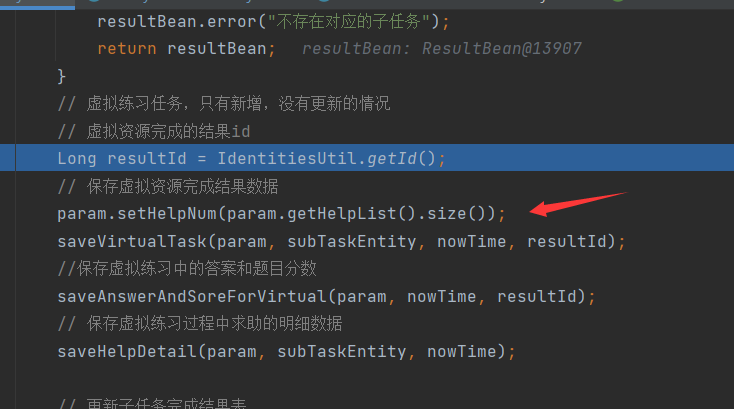 resultBean.error("不存在对应的子任务");
return resultBean;   resultBean: ResultBean@13907
}
// 虚拟练习任务，只有新增，没有更新的情况
// 虚拟资源完成的结果id
Long resultId = IdentitiesUtil.getId();
// 保存虚拟资源完成结果数据
param.setHelpNum(param.getHelpList().size());
saveVirtualTask(param, subTaskEntity, nowTime, resultId);
//保存虚拟练习中的答案和题目分数
saveAnswerAndSoreForVirtual(param, nowTime, resultId);
// 保存虚拟练习过程中求助的明细数据
saveHelpDetail(param, subTaskEntity, nowTime);
// 更新子任务完成结果表